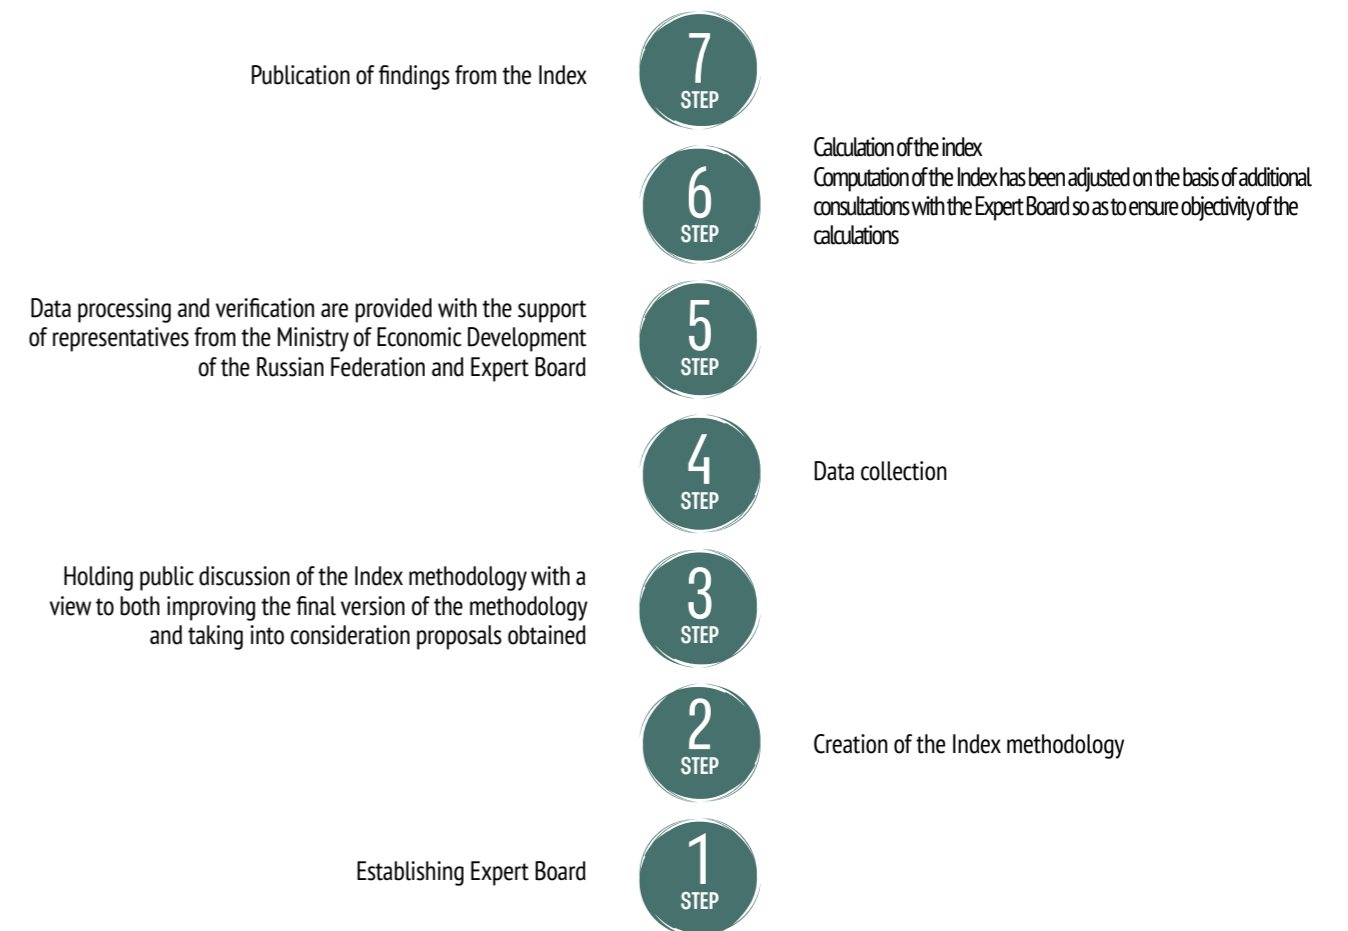 7
STEP
Publication of findings from the Index
6
STEP
Calculation of the index
Computation of the Index has been adjusted on the basis of additional
consultations with the Expert Board so as to ensure objectivity of the
calculations
5
STEP
Data processing and verification are provided with the support
of representatives from the Ministry of Economic Development
of the Russian Federation and Expert Board
4
STEP
Data collection
3
STEP
Holding public discussion of the Index methodology with a
view to both improving the final version of the methodology
and taking into consideration proposals obtained
2
STEP
Creation of the Index methodology
1
STEP
Establishing Expert Board